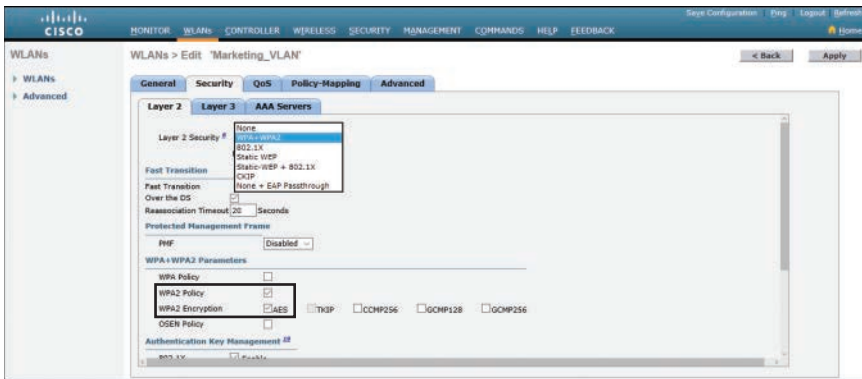 Save Configuration Ping Logout Refresh
CISCO
MONITOR WLANs CONTROLLER WIRELESS SECURITY MANAGEMENT COMMANDS HELP FEEDBACK
Home
WLANs
WLANs > Edit 'Marketing_VLAN'
< Back
Apply
WLANs
Advanced
General Security QoS Policy-Mapping Advanced
Layer 2 Layer 3 AAA Servers
Layer 2 Security
None
WPA+WPA2
802.1X
Static WEP
Static-WEP + 802.1X
CKIP
None + EAP Passthrough
Fast Transition
Fast Transition
Over the DS
Reassociation Timeout 20 Seconds
Protected Management Frame
PMF Disabled
WPA+WPA2 Parameters
WPA Policy
WPA2 Policy
WPA2 Encryption AES TKIP CCMP256 GCMP128 GCMP256
OSEN Policy
Authentication Key Management
802.1X Enable